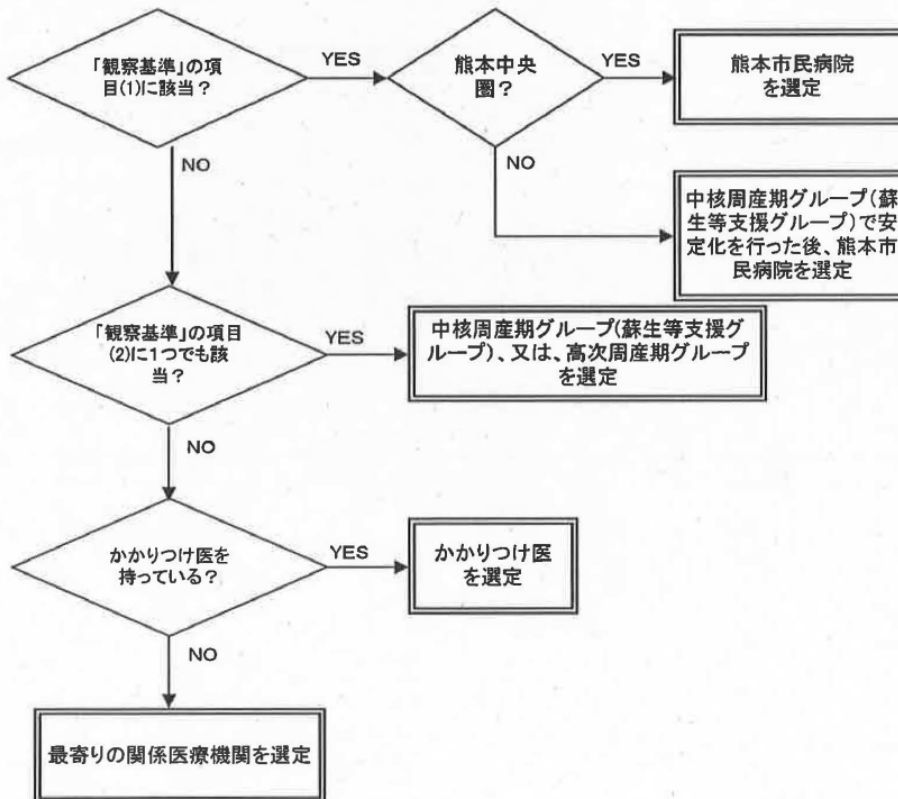 「観察基準」の項
目(1)に該当？
YES
熊本中央
圏？
YES
熊本市民病院
を選定
NO
NO
中核周産期グループ(蘇
生等支援グループ)で安
定化を行った後、熊本市
民病院を選定
「観察基準」の項目
(2)に１つでも該
当？
YES
中核周産期グループ(蘇生等支援グ
ループ)、又は、高次周産期グループ
を選定
NO
かかりつけ医を
持っている？
YES
かかりつけ医
を選定
NO
最寄りの関係医療機関を選定